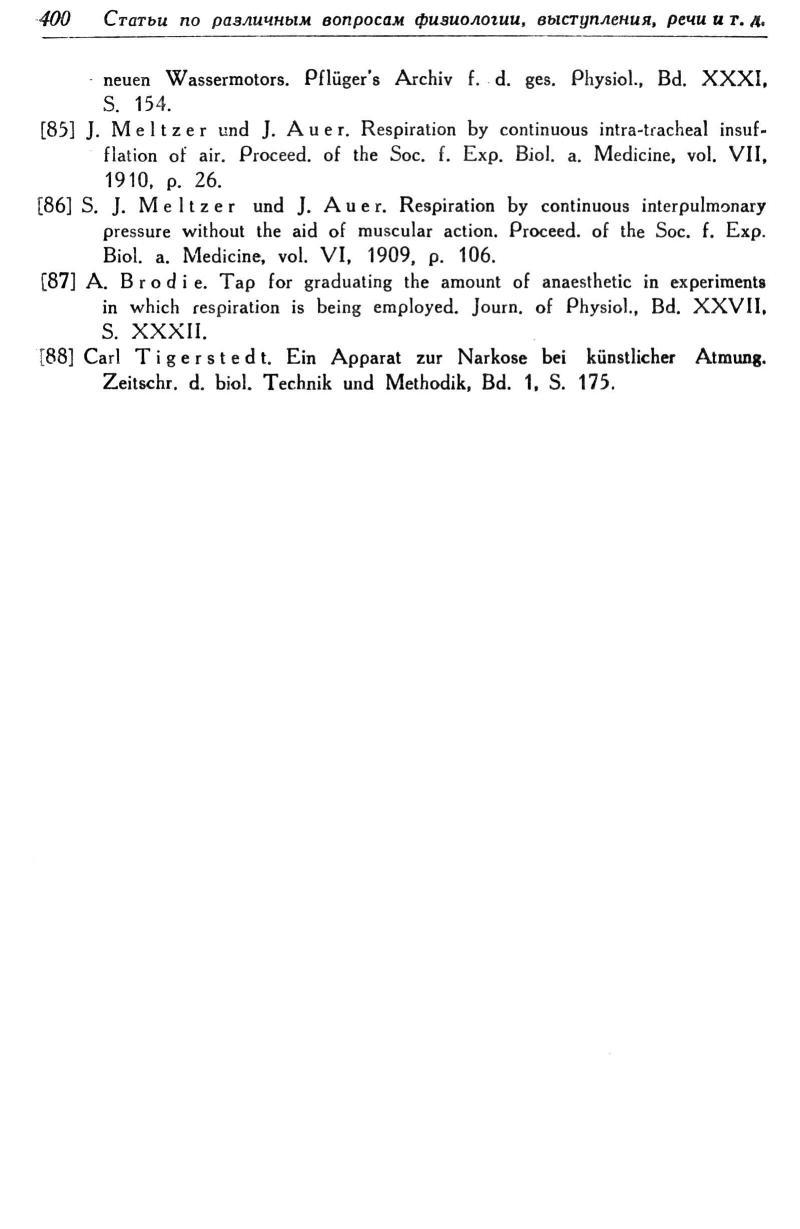 400 Статьи по различным вопросам физиологии, выступления, речи и т. д.
neuen Wassermotors. Pflüger's Archiv f. d. ges. Physiol., Bd. XXXI,
S. 154.
[85] J. Meltzer und J. Auer. Respiration by continuous intra-tracheal insuf-
flation of air. Proceed. of the Soc. f. Exp. Biol. a. Medicine, vol. VII,
1910, p. 26.
[86] S. J. Meltzer und J. Auer. Respiration by continuous interpulmonary
pressure without the aid of muscular action. Proceed. of the Soc. f. Exp.
Biol. a. Medicine, vol. VI, 1909, p. 106.
[87] A. Brodie. Tap for graduating the amount of anaesthetic in experiments
in which respiration is being employed. Journ. of Physiol., Bd. XXVII,
S. XXXII.
[88] Carl Tigerstedt. Ein Apparat zur Narkose bei künstlicher Atmung.
Zeitschr. d. biol. Technik und Methodik, Bd. 1, S. 175.